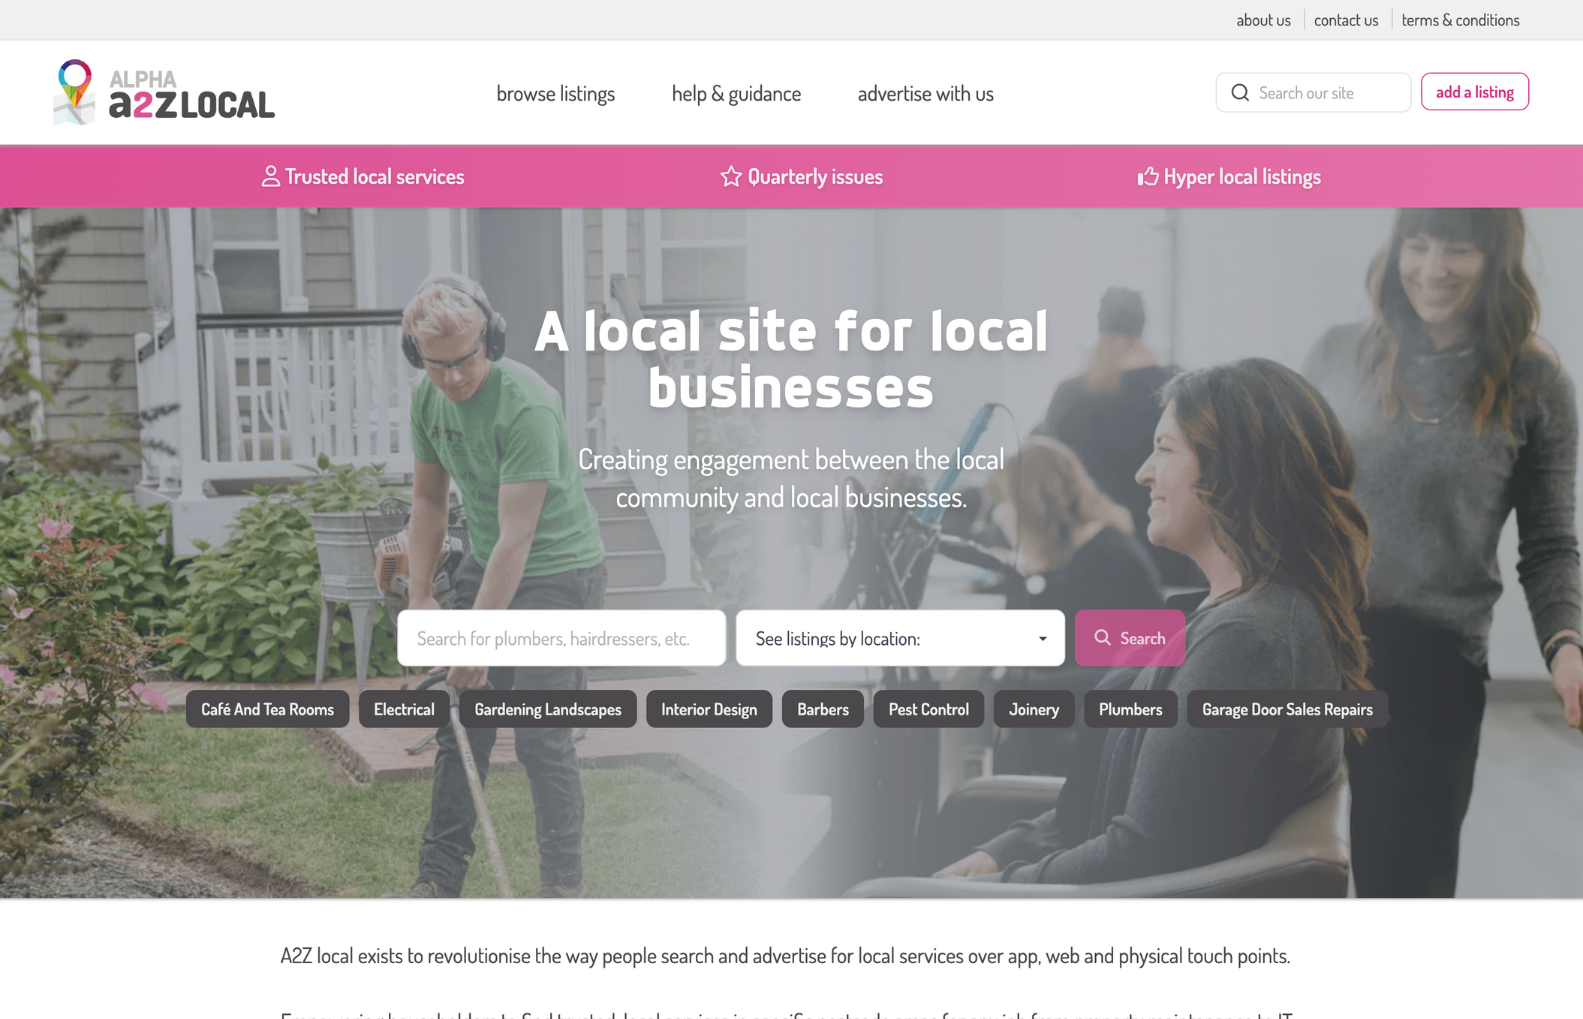 about us
contact us
terms & conditions
ALPHA
a2Z LOCAL
browse listings
help & guidance
advertise with us
Search our site
add a listing
Trusted local services
Quarterly issues
Hyper local listings
A local site for local
businesses
Creating engagement between the local
community and local businesses.
Search for plumbers, hairdressers, etc.
See listings by location:
Search
Café And Tea Rooms
Electrical
Gardening Landscapes
Interior Design
Barbers
Pest Control
Joinery
Plumbers
Garage Door Sales Repairs
A2Z local exists to revolutionise the way people search and advertise for local services over app, web and physical touch points.